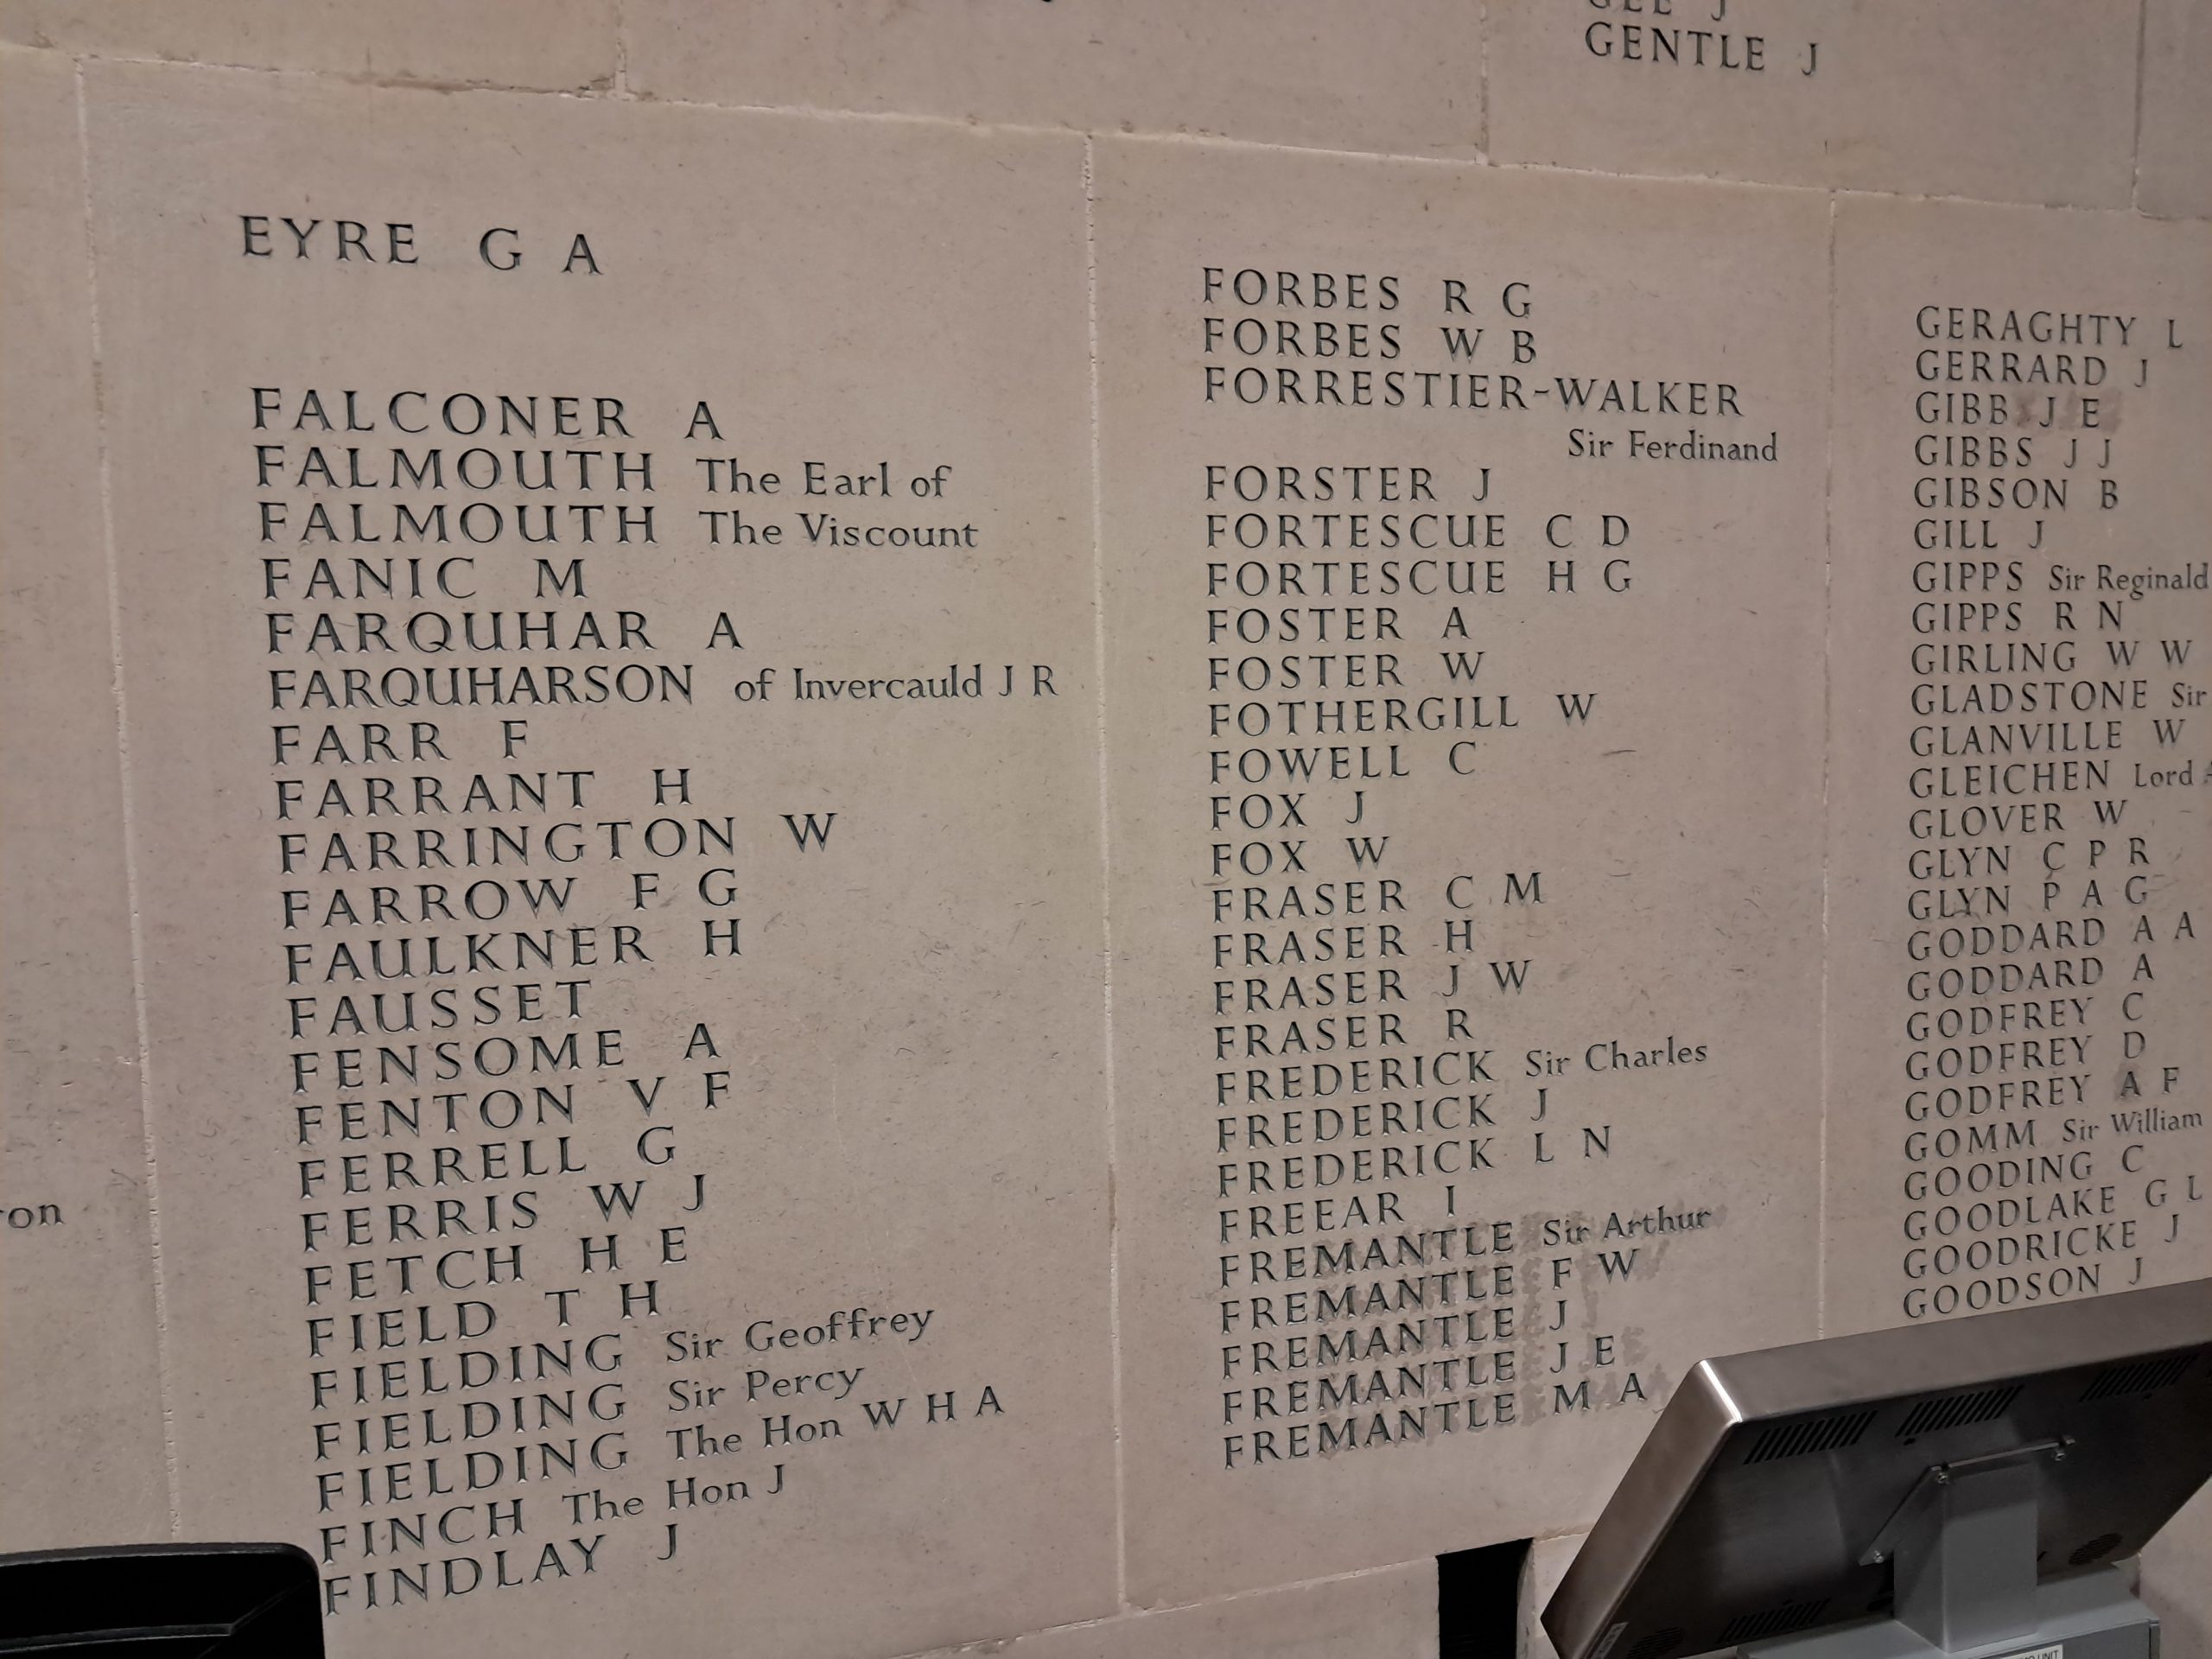 EYRE G A
FALCONER A
FALMOUTH The Earl of
FALMOUTH The Viscount
FANIC M
FARQUHAR A
FARQUHARSON of Invercauld J R
FARR F
FARRANT H
FARRINGTON W
FARROW F G
FAULKNER H
FAUSSET
FENSOME A
FENTON V F
FERRELL G
FERRIS W J
FETCH H E
FIELD T H
FIELDING Sir Geoffrey
FIELDING Sir Percy
FIELDING The Hon W H A
FINCH The Hon J
FINDLAY J
FORBES R G
FORBES W B
FORRESTIER-WALKER
Sir Ferdinand
FORSTER J
FORTESCUE C D
FORTESCUE H G
FOSTER A
FOSTER W
FOTHERGILL W
FOWELL C
FOX J
FOX W
FRASER C M
FRASER H
FRASER J W
FRASER R
FREDERICK Sir Charles
FREDERICK J
FREDERICK L N
FREEAR I
FREMANTLE Sir Arthur
FREMANTLE F W
FREMANTLE J
FREMANTLE J E
FREMANTLE M A
GEE J
GENTLE J
GERAGHTY L
GERRARD J
GIBB J E
GIBBS J J
GIBSON B
GILL J
GIPPS Sir Reginald
GIPPS R N
GIRLING W W
GLADSTONE Sir
GLANVILLE W
GLEICHEN Lord
GLOVER W
GLYN C P R
GLYN P A G
GODDARD A A
GODDARD A
GODFREY C
GODFREY D
GODFREY A F
GOMM Sir William
GOODING C
GOODLAKE G L
GOODRICKE J
GOODSON J